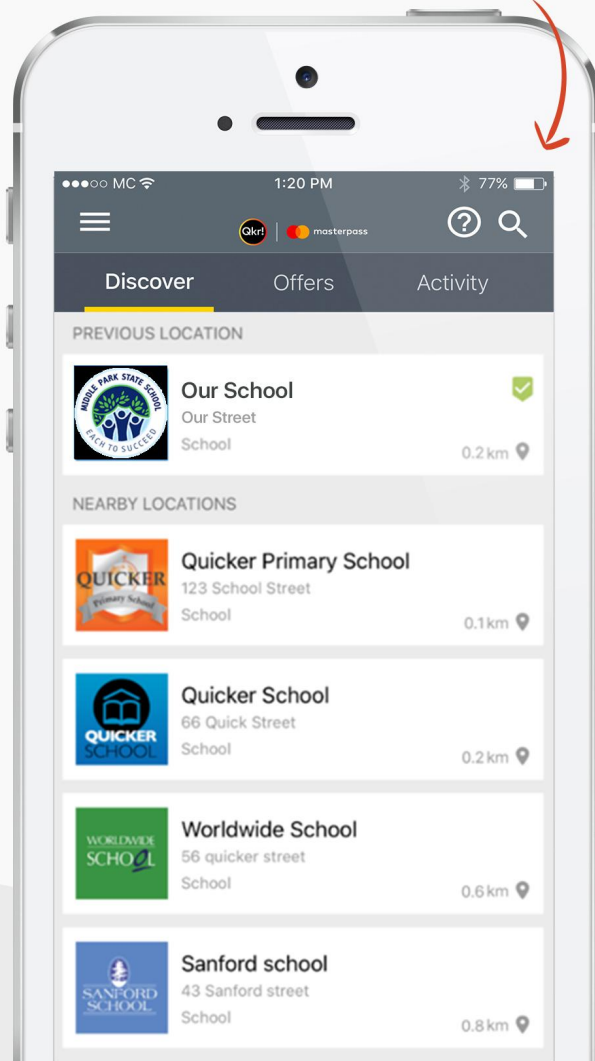 MC
1:20 PM
77%
Qkr!
masterpass
Discover
Offers
Activity
PREVIOUS LOCATION
MIDDLE PARK STATE SCHOOL
EACH TO SUCCEED
Our School
Our Street
School
0.2 km
NEARBY LOCATIONS
QUICKER
Primary School
Quicker Primary School
123 School Street
School
0.1 km
QUICKER
SCHOOL
Quicker School
66 Quick Street
School
0.2 km
WORLDWIDE
SCHOOL
Worldwide School
56 quicker street
School
0.6 km
SANFORD
SCHOOL
Sanford school
43 Sanford street
School
0.8 km